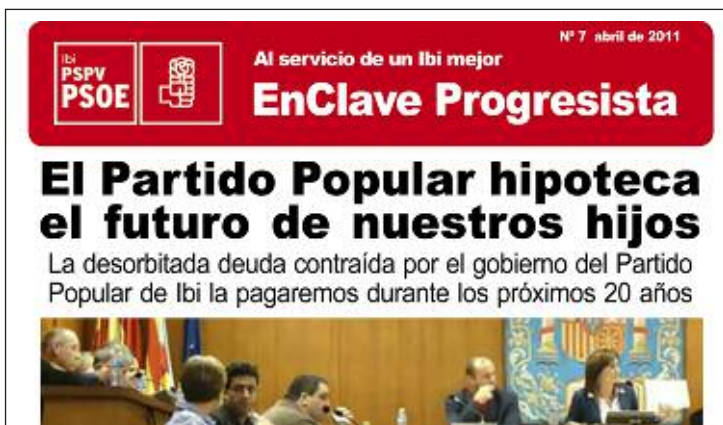 Nº 7 abril de 2011
Ibi
PSPV
PSOE
Al servicio de un Ibi mejor
EnClave Progresista
El Partido Popular hipoteca
el futuro de nuestros hijos
La desorbitada deuda contraída por el gobierno del Partido
Popular de Ibi la pagaremos durante los próximos 20 años